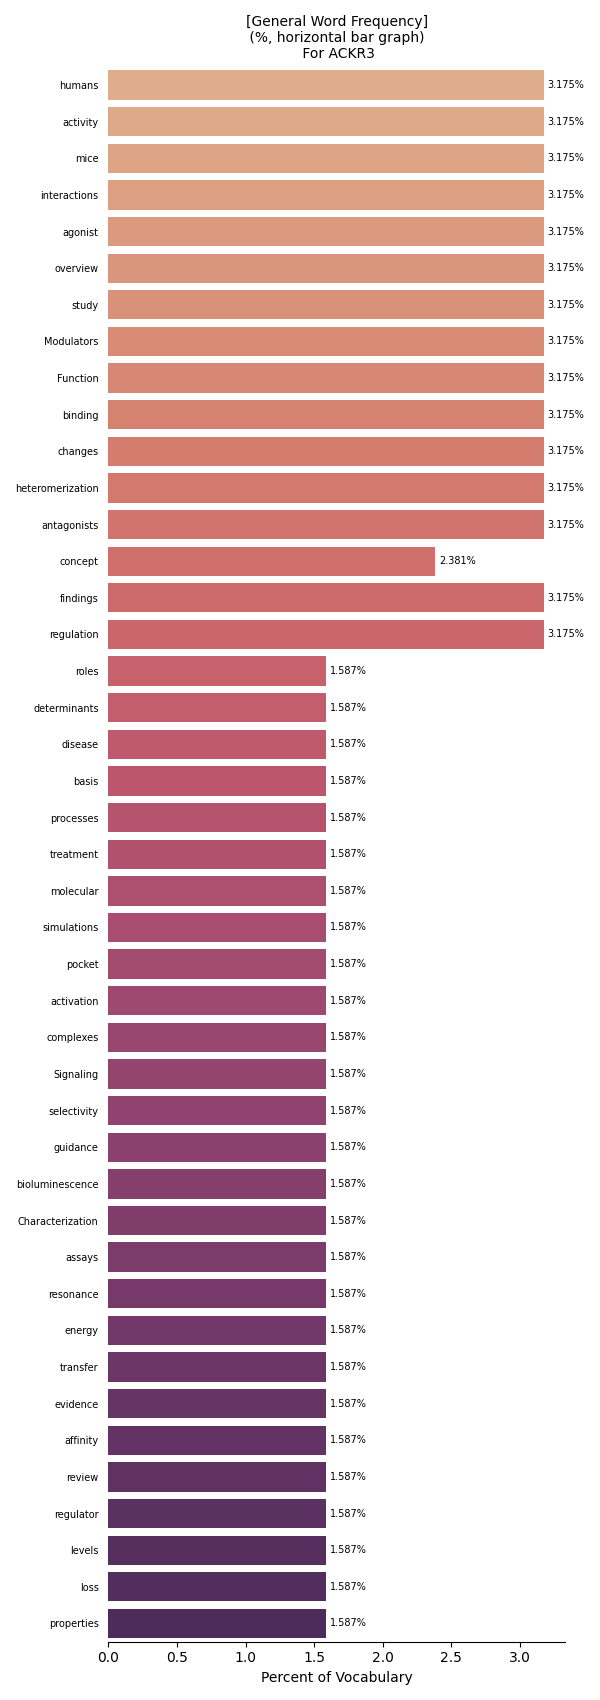 [General Word Frequency]
(%, horizontal bar graph)
For ACKR3
humans 3.175%
activity 3.175%
mice 3.175%
interactions 3.175%
agonist 3.175%
overview 3.175%
study 3.175%
Modulators 3.175%
Function 3.175%
binding 3.175%
changes 3.175%
heteromerization 3.175%
antagonists 3.175%
concept 2.381%
findings 3.175%
regulation 3.175%
roles 1.587%
determinants 1.587%
disease 1.587%
basis 1.587%
processes 1.587%
treatment 1.587%
molecular 1.587%
simulations 1.587%
pocket 1.587%
activation 1.587%
complexes 1.587%
Signaling 1.587%
selectivity 1.587%
guidance 1.587%
bioluminescence 1.587%
Characterization 1.587%
assays 1.587%
resonance 1.587%
energy 1.587%
transfer 1.587%
evidence 1.587%
affinity 1.587%
review 1.587%
regulator 1.587%
levels 1.587%
loss 1.587%
properties 1.587%
0.0 0.5 1.0 1.5 2.0 2.5 3.0
Percent of Vocabulary